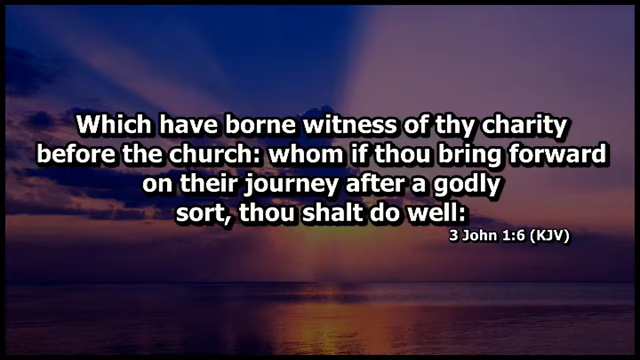 Which have borne witness of thy charity
before the church: whom if thou bring forward
on their journey after a godly
sort, thou shalt do well:
3 John 1:6 (KJV)